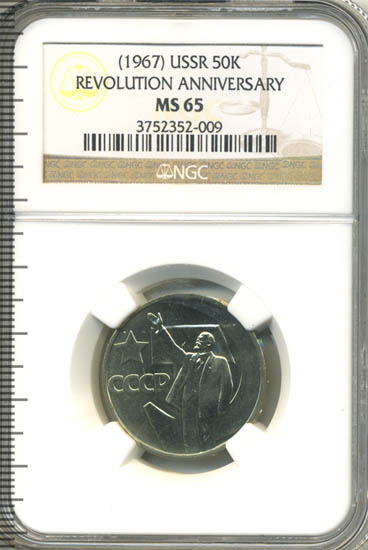 (1967) USSR 50K
REVOLUTION ANNIVERSARY
MS 65
3752352-009
NGC
СССР